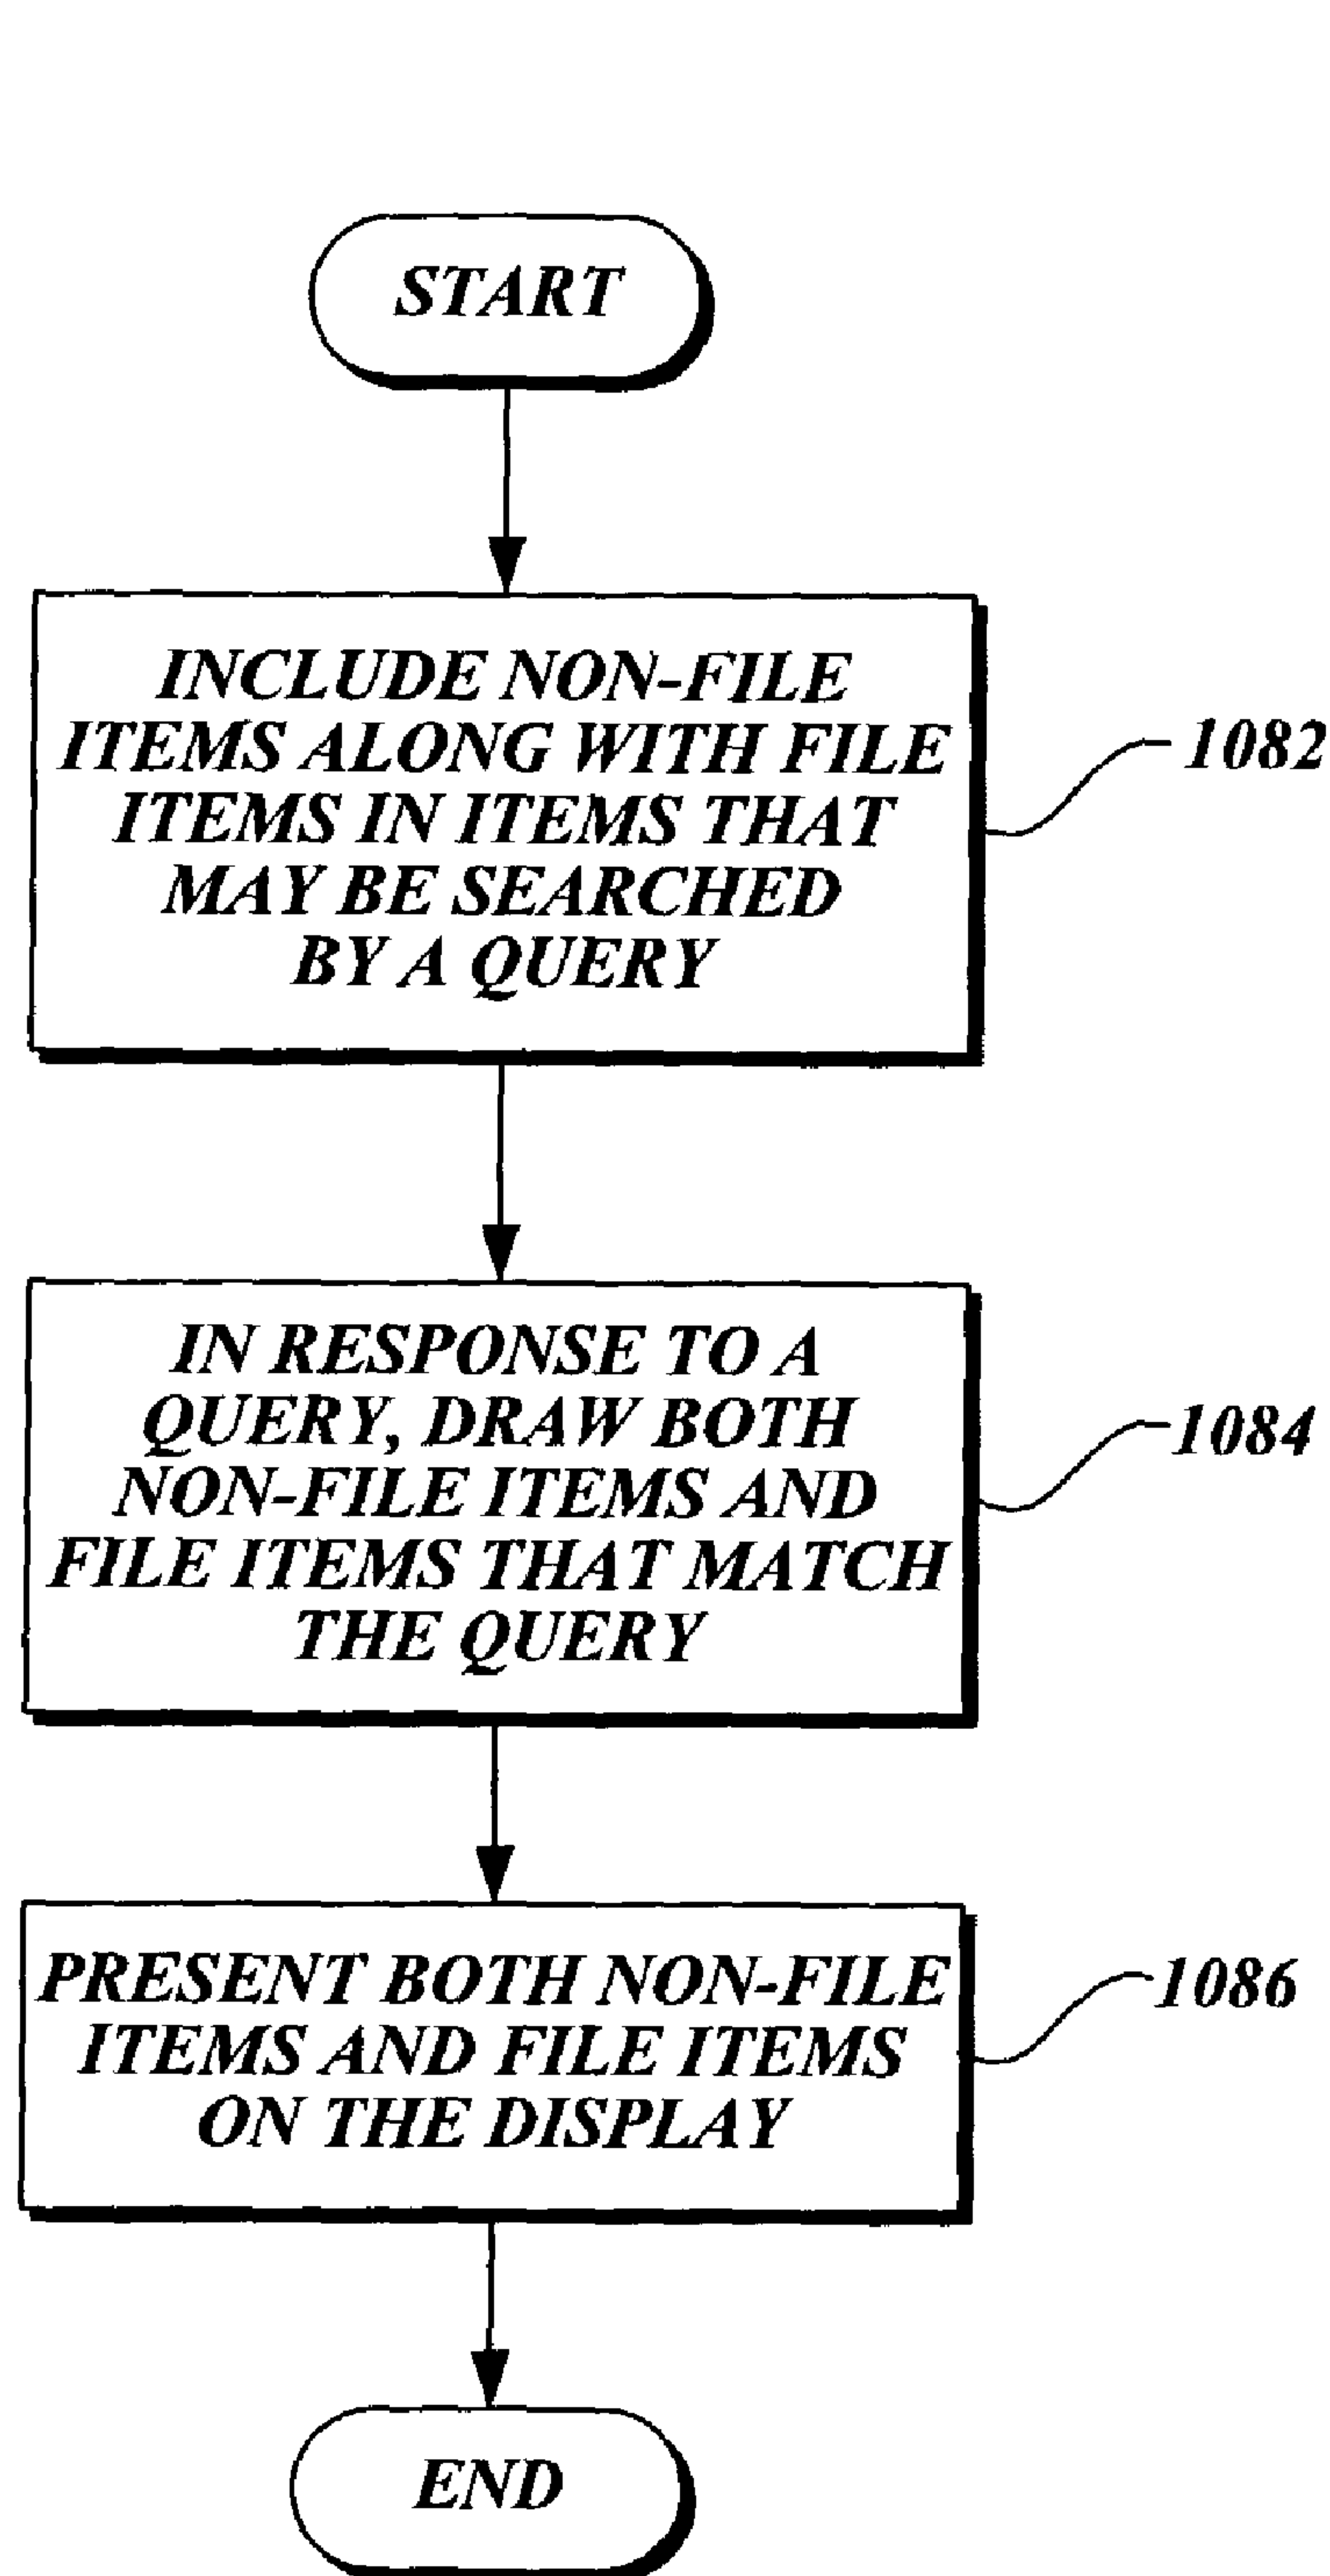 START
INCLUDE NON-FILE
ITEMS ALONG WITH FILE
ITEMS IN ITEMS THAT
MAY BE SEARCHED
BY A QUERY
1082
IN RESPONSE TO A
QUERY, DRAW BOTH
NON-FILE ITEMS AND
FILE ITEMS THAT MATCH
THE QUERY
1084
PRESENT BOTH NON-FILE
ITEMS AND FILE ITEMS
ON THE DISPLAY
1086
END